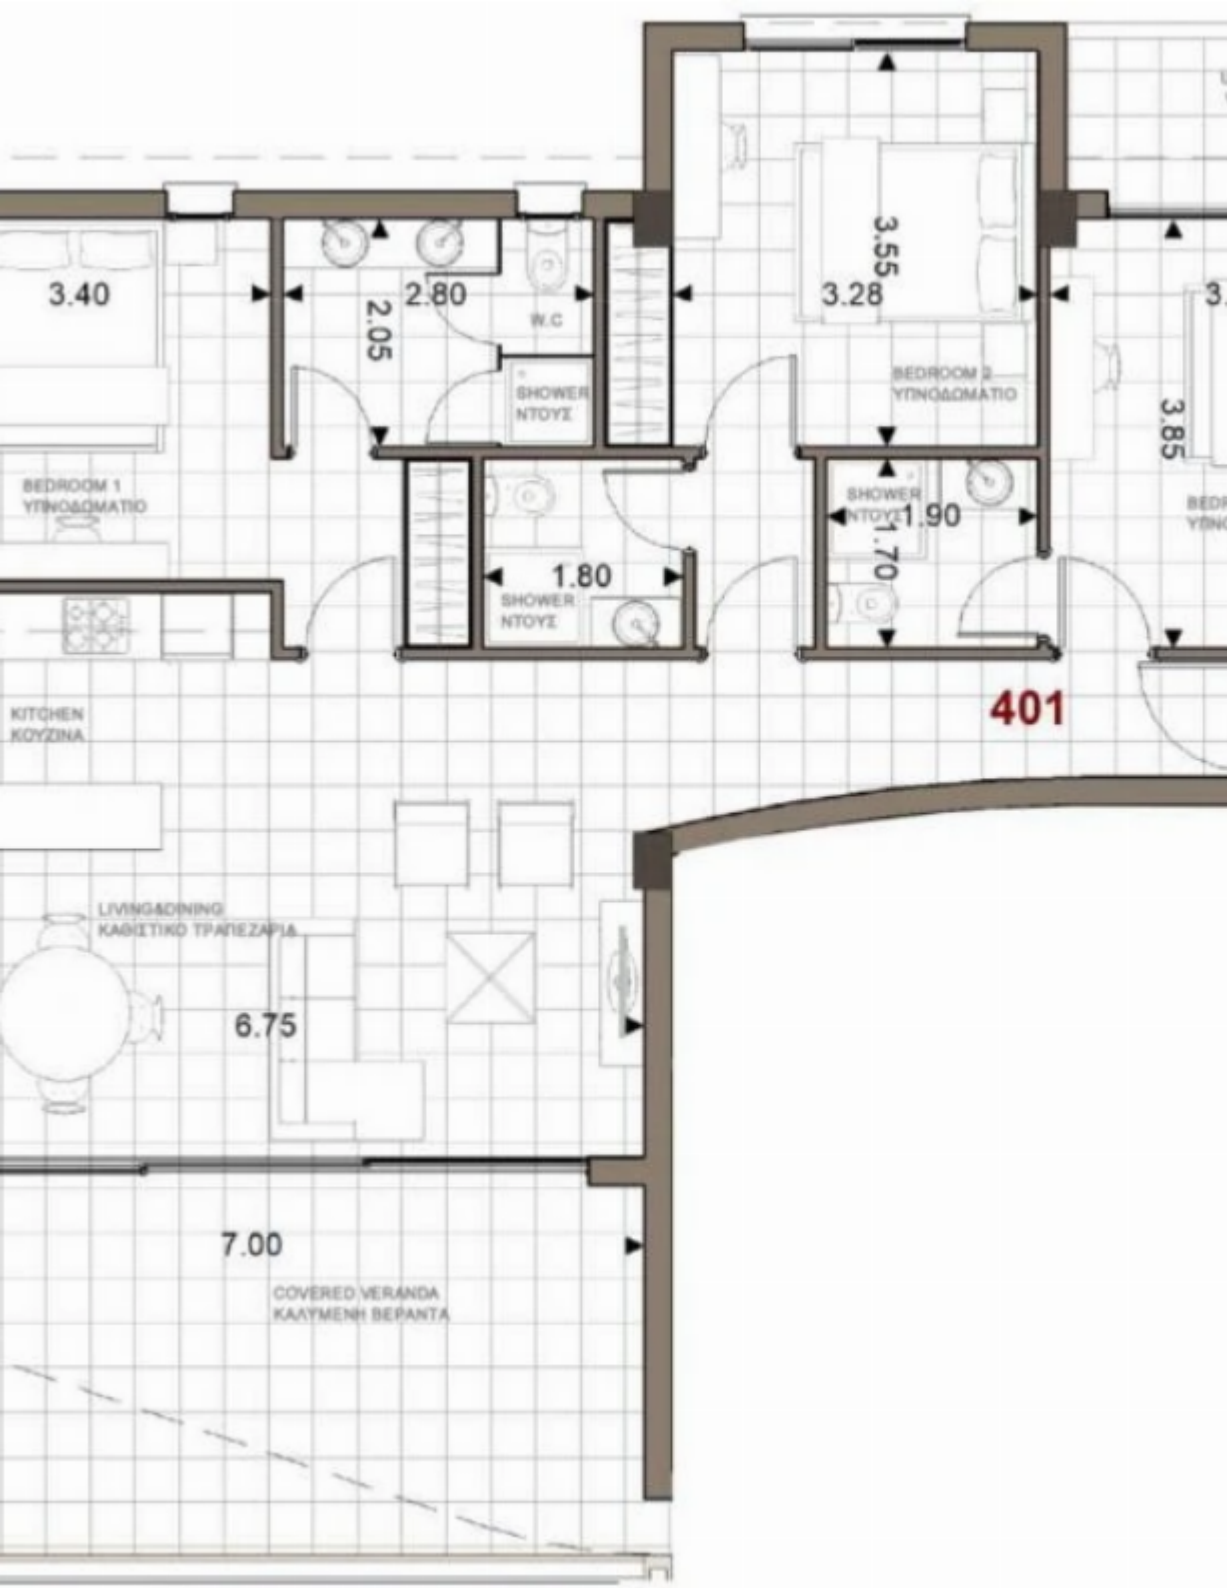 3.40
2.80
2.05
W.C
SHOWER
ΝΤΟΥΣ
3.55
3.28
BEDROOM 2
ΥΠΝΟΔΩΜΑΤΙΟ
3.85
BEDROOM 1
ΥΠΝΟΔΩΜΑΤΙΟ
1.80
SHOWER
ΝΤΟΥΣ
SHOWER
ΝΤΟΥΣ
1.90
1.70
KITCHEN
ΚΟΥΖΙΝΑ
401
LIVING&DINING
ΚΑΘΙΣΤΙΚΟ ΤΡΑΠΕΖΑΡΙΑ
6.75
7.00
COVERED VERANDA
ΚΑΛΥΜΕΝΗ ΒΕΡΑΝΤΑ